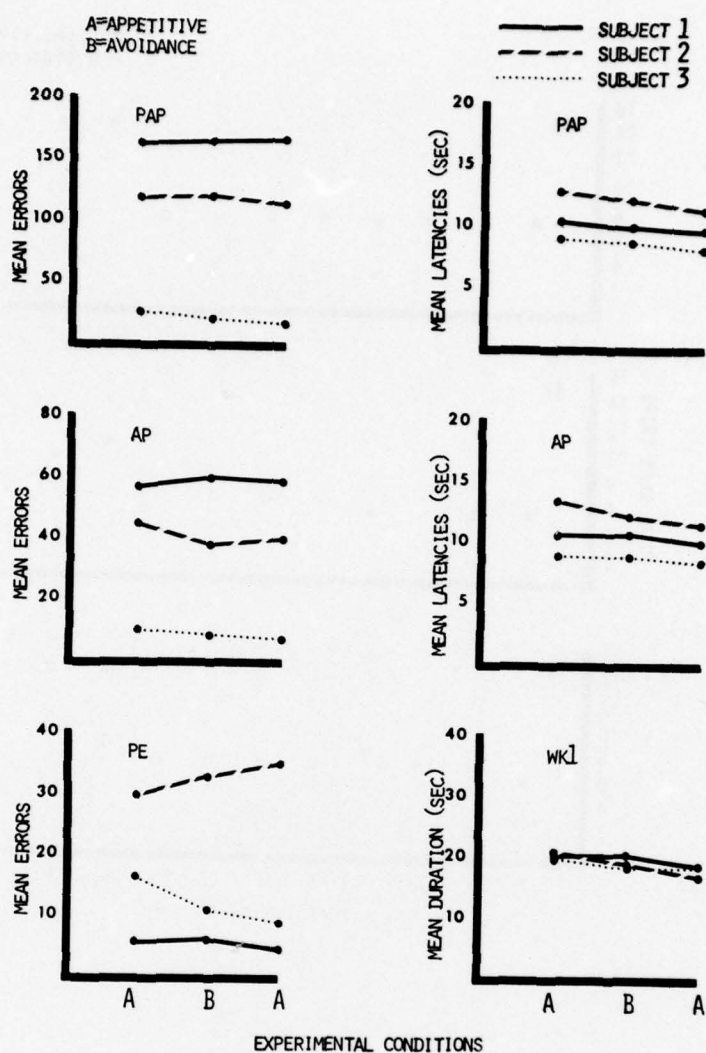 A=APPETITIVE
B=AVOIDANCE
SUBJECT 1
SUBJECT 2
SUBJECT 3
PAP
MEAN ERRORS
200
150
100
50
PAP
MEAN LATENCIES (SEC)
20
15
10
5
AP
MEAN ERRORS
80
60
40
20
AP
MEAN LATENCIES (SEC)
20
15
10
5
PE
MEAN ERRORS
40
30
20
10
A B A
WK1
MEAN DURATION (SEC)
40
30
20
10
A B A
EXPERIMENTAL CONDITIONS